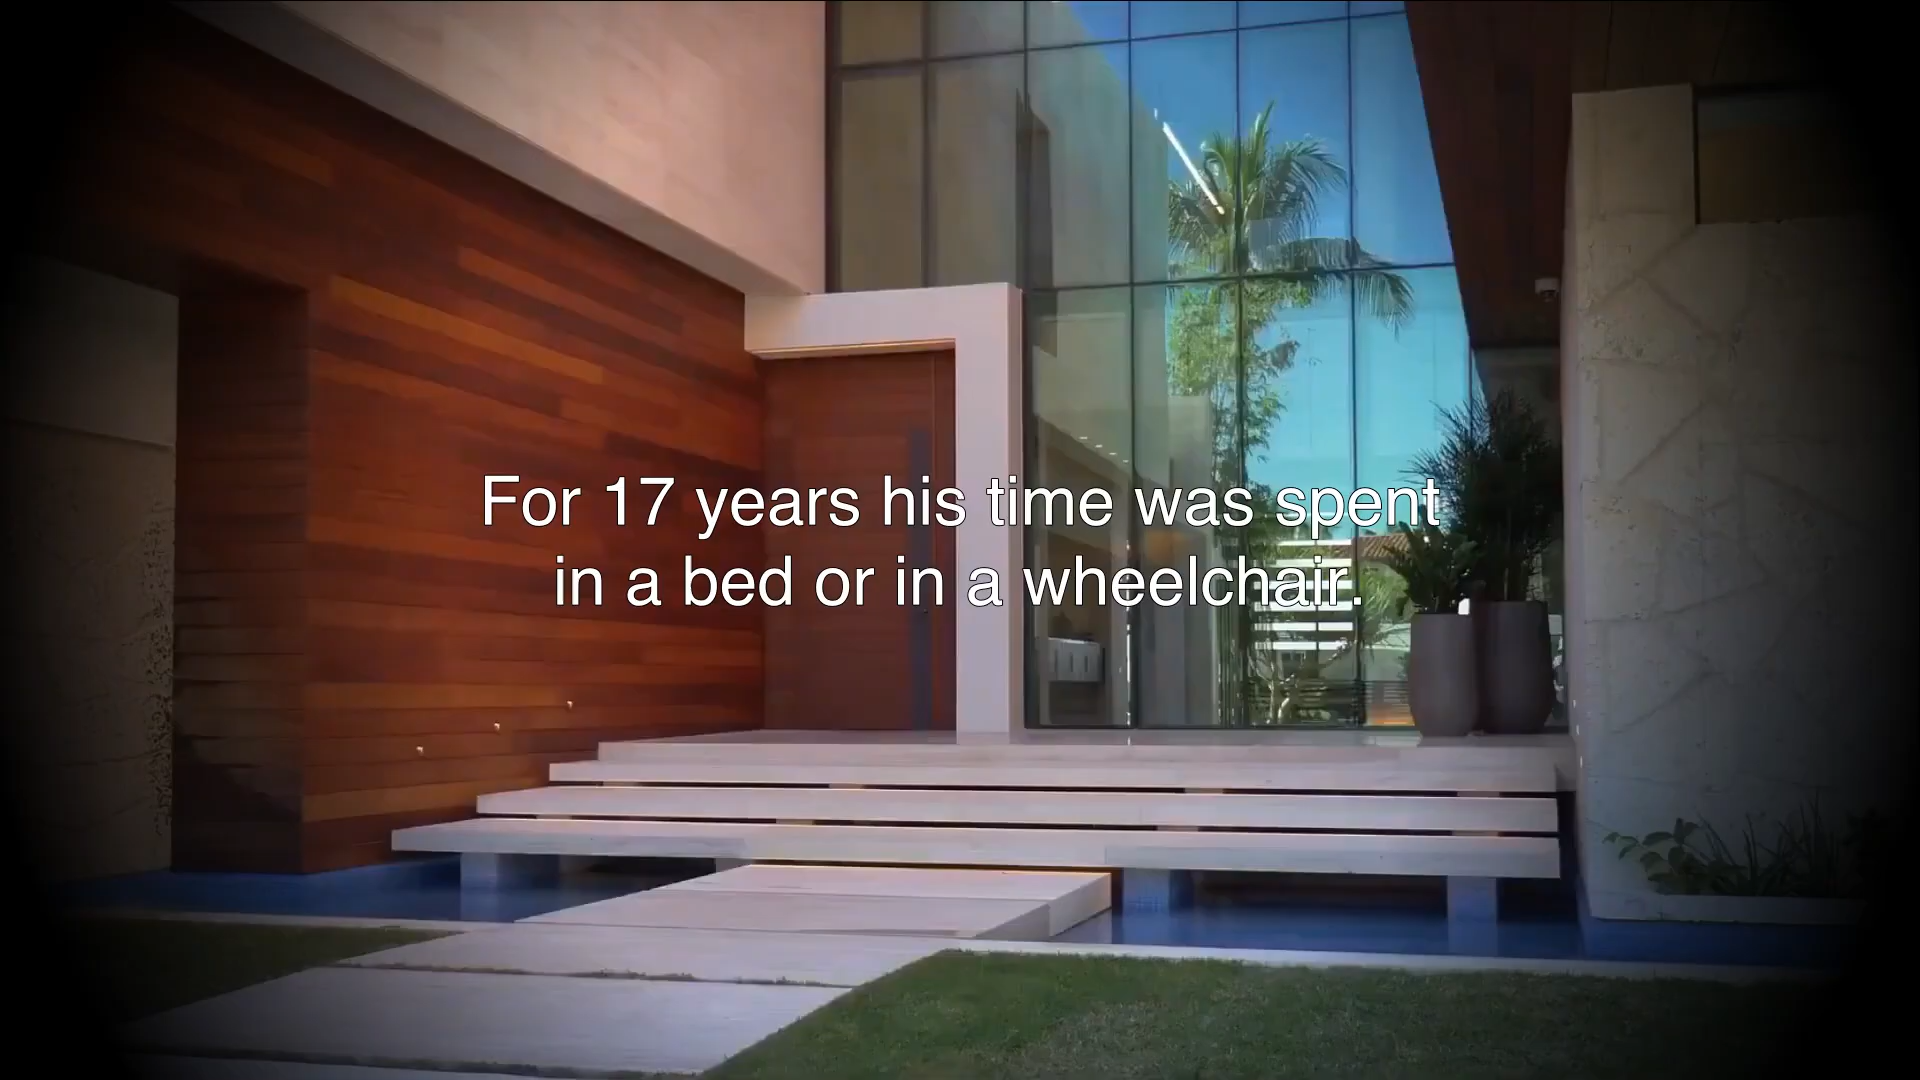 For 17 years his time was spent
in a bed or in a wheelchair.